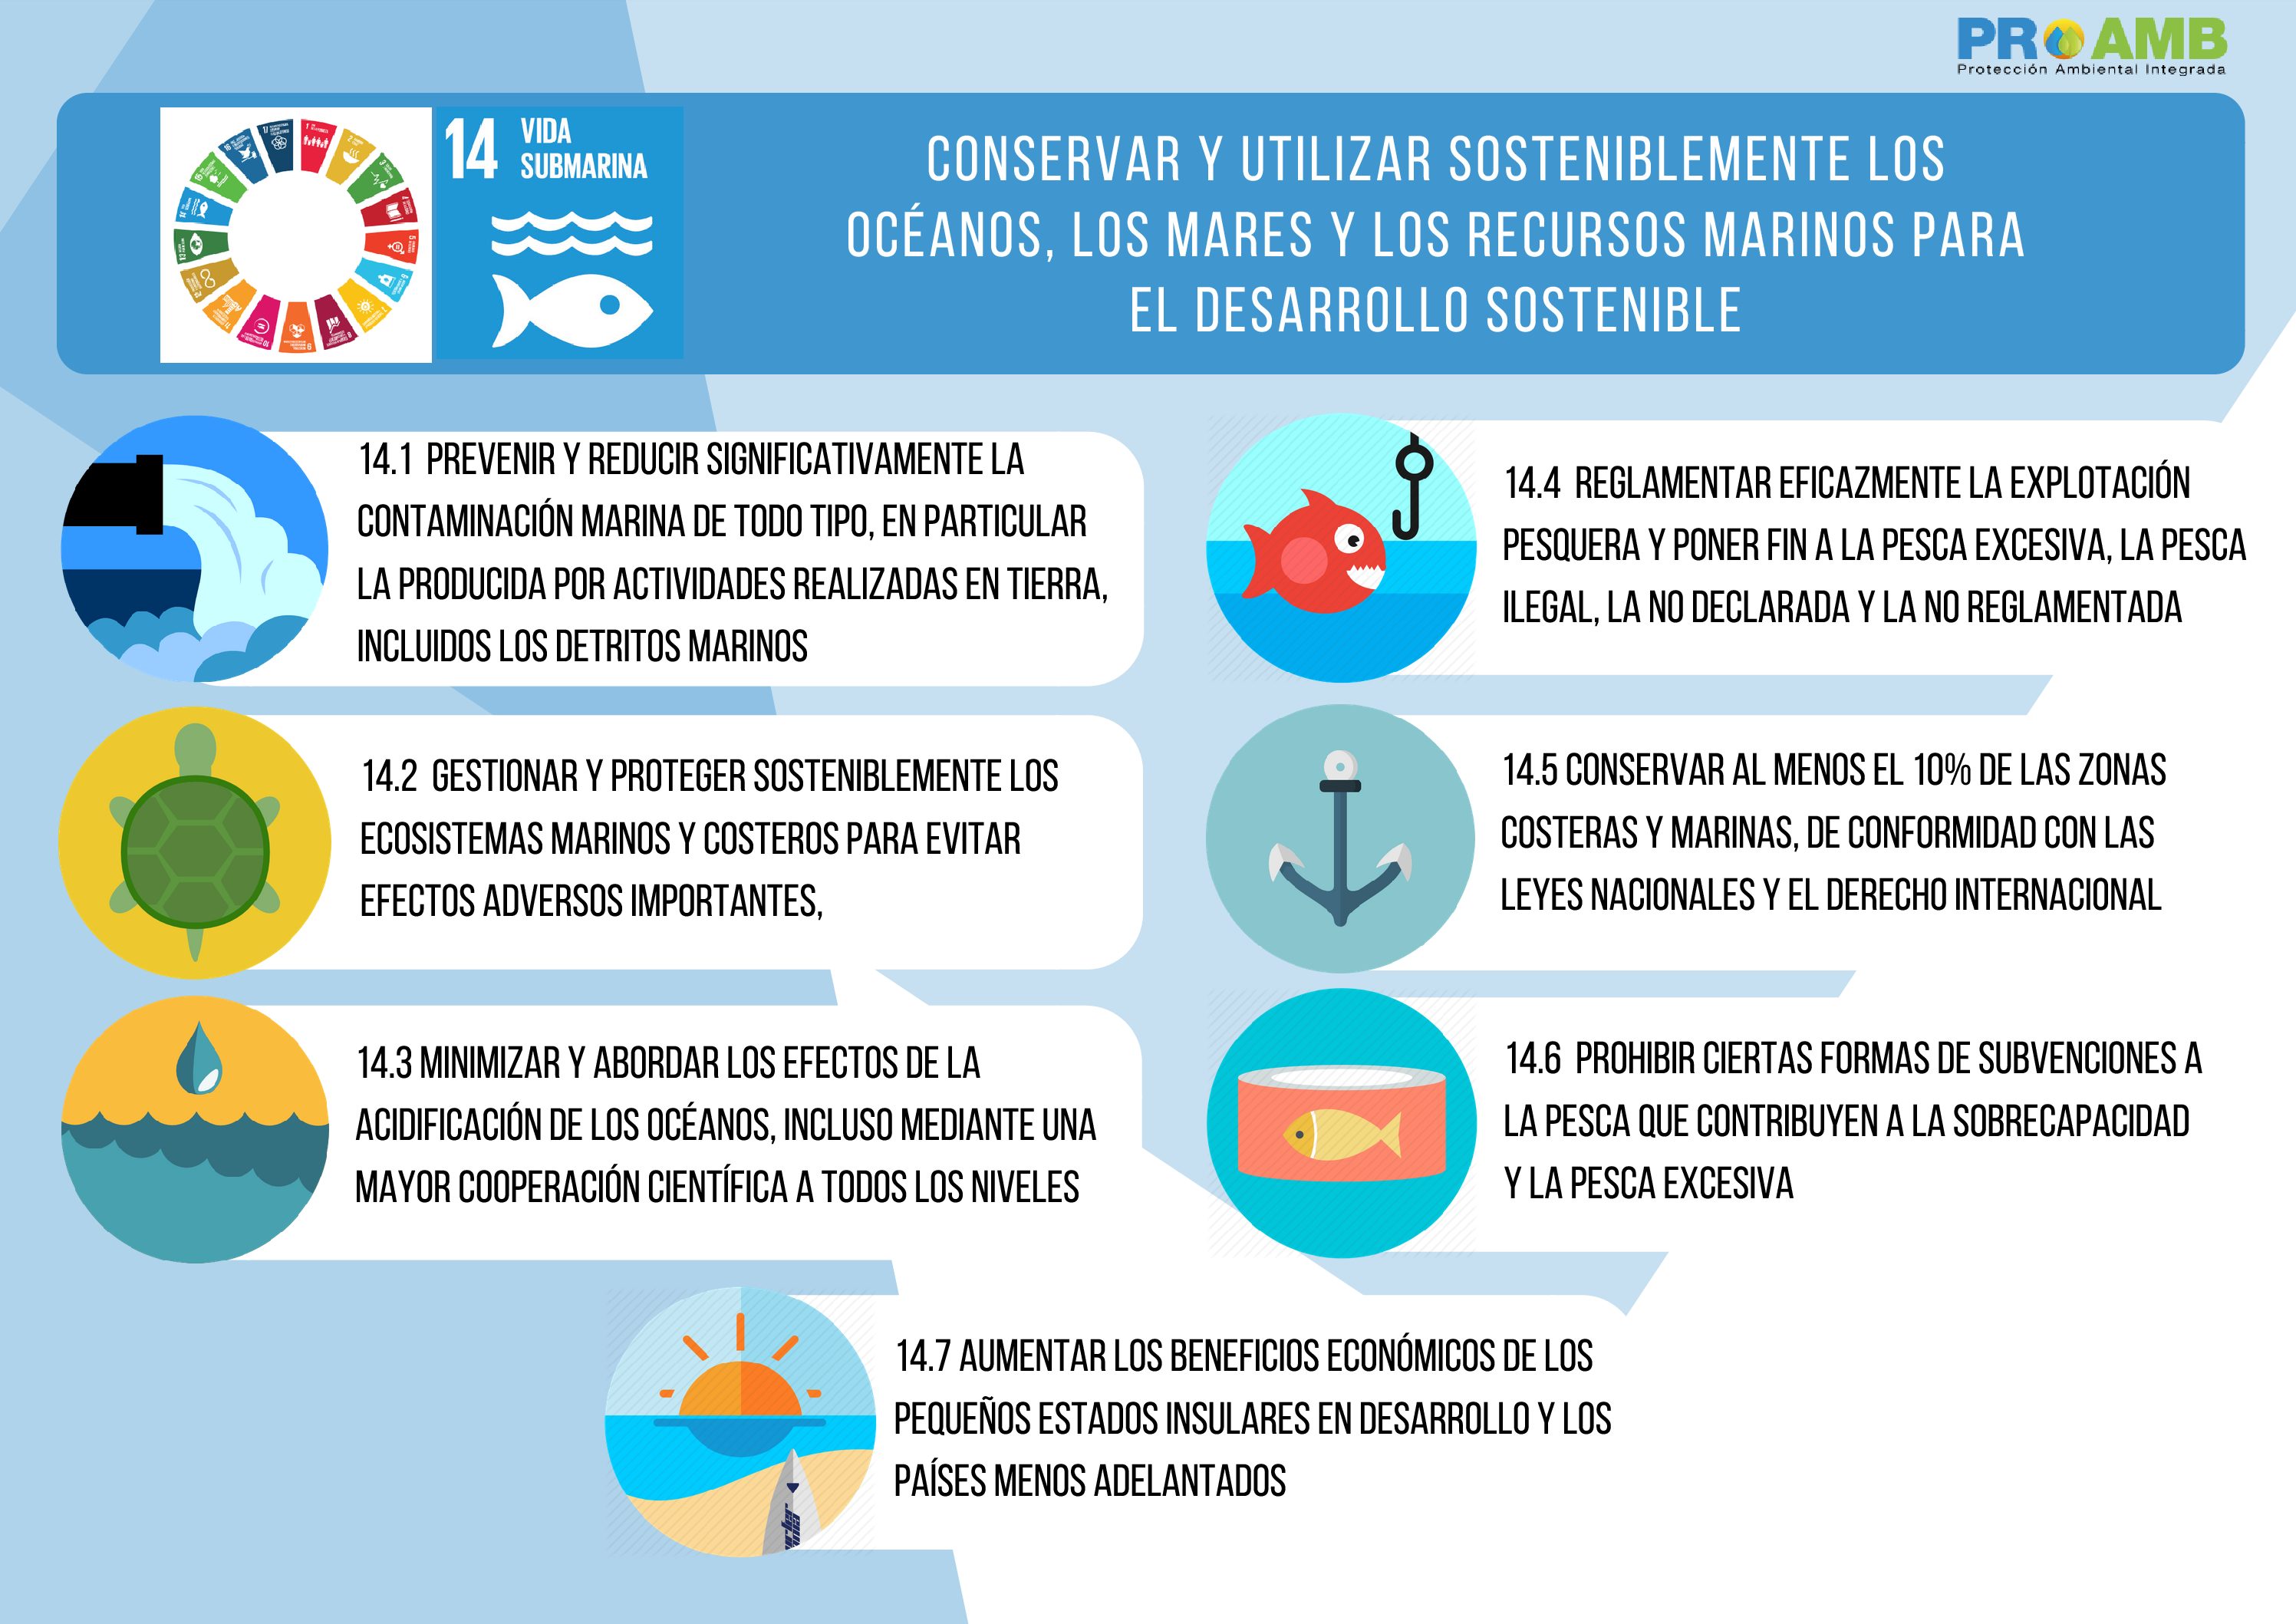 PROAMB
Protección Ambiental Integrada
14 VIDA
SUBMARINA
CONSERVAR Y UTILIZAR SOSTENIBLEMENTE LOS
OCÉANOS, LOS MARES Y LOS RECURSOS MARINOS PARA
EL DESARROLLO SOSTENIBLE
14.1 PREVENIR Y REDUCIR SIGNIFICATIVAMENTE LA
CONTAMINACIÓN MARINA DE TODO TIPO, EN PARTICULAR
LA PRODUCIDA POR ACTIVIDADES REALIZADAS EN TIERRA,
INCLUIDOS LOS DETRITOS MARINOS
14.2 GESTIONAR Y PROTEGER SOSTENIBLEMENTE LOS
ECOSISTEMAS MARINOS Y COSTEROS PARA EVITAR
EFECTOS ADVERSOS IMPORTANTES,
14.3 MINIMIZAR Y ABORDAR LOS EFECTOS DE LA
ACIDIFICACIÓN DE LOS OCÉANOS, INCLUSO MEDIANTE UNA
MAYOR COOPERACIÓN CIENTÍFICA A TODOS LOS NIVELES
14.4 REGLAMENTAR EFICAZMENTE LA EXPLOTACIÓN
PESQUERA Y PONER FIN A LA PESCA EXCESIVA, LA PESCA
ILEGAL, LA NO DECLARADA Y LA NO REGLAMENTADA
14.5 CONSERVAR AL MENOS EL 10% DE LAS ZONAS
COSTERAS Y MARINAS, DE CONFORMIDAD CON LAS
LEYES NACIONALES Y EL DERECHO INTERNACIONAL
14.6 PROHIBIR CIERTAS FORMAS DE SUBVENCIONES A
LA PESCA QUE CONTRIBUYEN A LA SOBRECAPACIDAD
Y LA PESCA EXCESIVA
14.7 AUMENTAR LOS BENEFICIOS ECONÓMICOS DE LOS
PEQUEÑOS ESTADOS INSULARES EN DESARROLLO Y LOS
PAÍSES MENOS ADELANTADOS